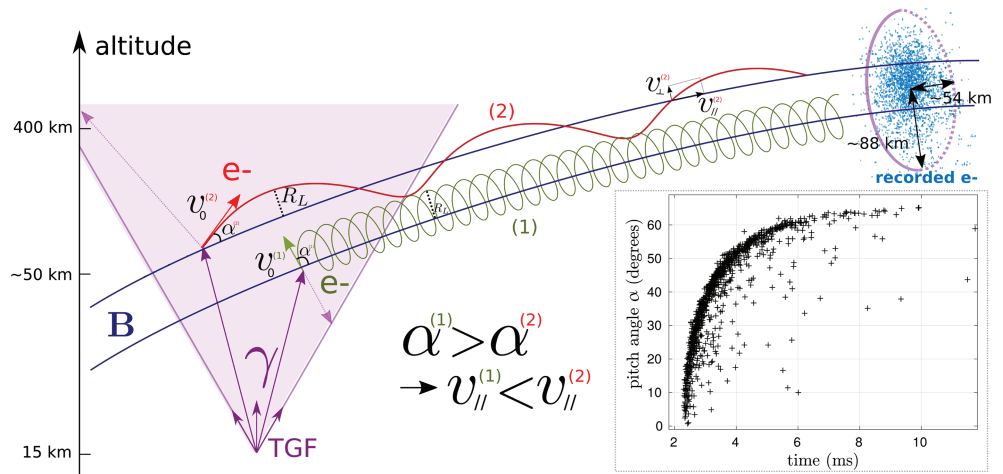 altitude
400 km
~50 km
15 km
B
γ
TGF
e-
v₀⁽²⁾
α⁽²⁾
R_L
(2)
v₀⁽¹⁾
α⁽¹⁾
e-
R_L
(1)
v⊥⁽²⁾
v∥⁽²⁾
~54 km
~88 km
recorded e-
α⁽¹⁾>α⁽²⁾
→ v∥⁽¹⁾<v∥⁽²⁾
pitch angle α (degrees)
60
50
40
30
20
10
0
2 4 6 8 10
time (ms)